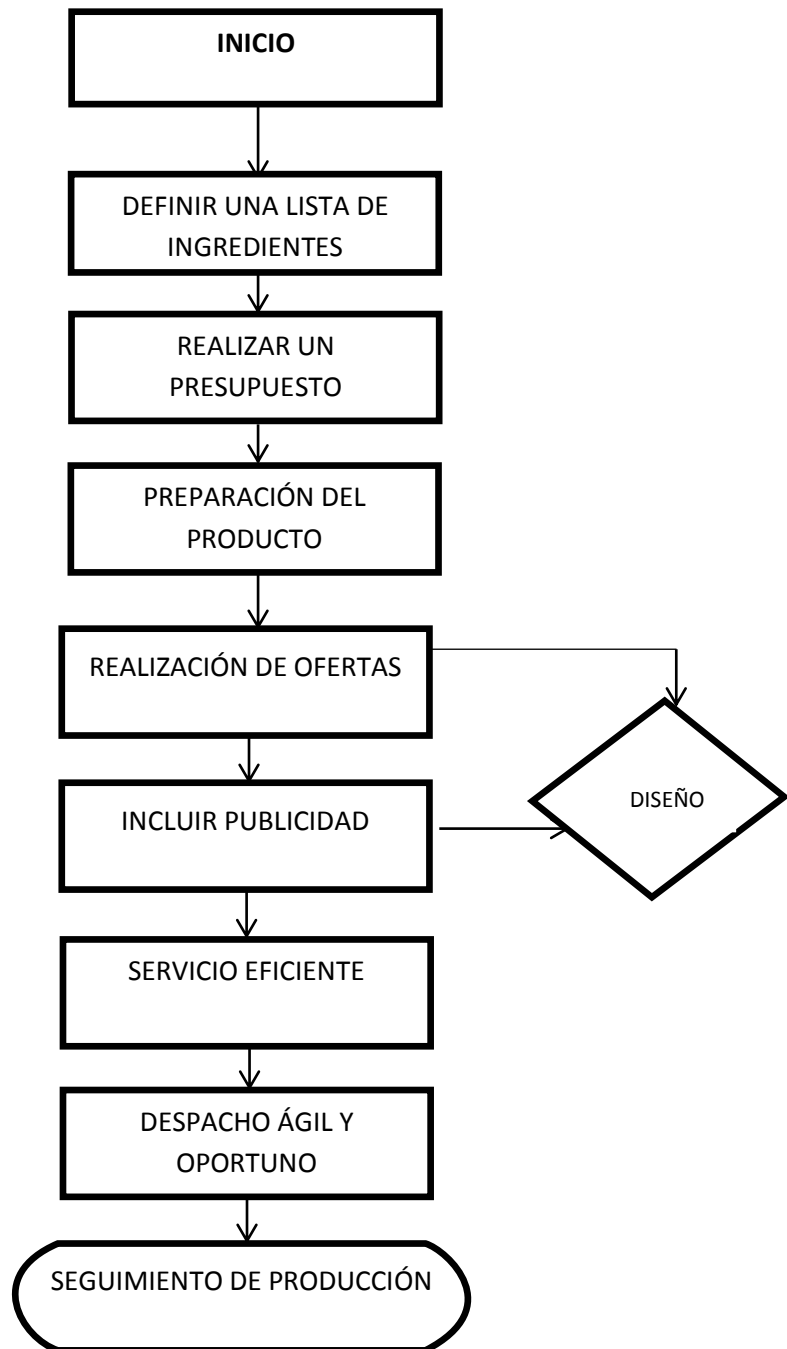 INICIO
DEFINIR UNA LISTA DE
INGREDIENTES
REALIZAR UN
PRESUPUESTO
PREPARACIÓN DEL
PRODUCTO
REALIZACIÓN DE OFERTAS
DISEÑO
INCLUIR PUBLICIDAD
SERVICIO EFICIENTE
DESPACHO ÁGIL Y
OPORTUNO
SEGUIMIENTO DE PRODUCCIÓN